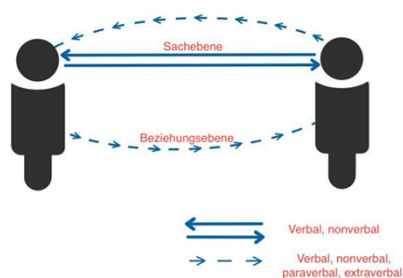 Sachebene
Beziehungsebene
Verbal, nonverbal
Verbal, nonverbal,
paraverbal, extraverbal